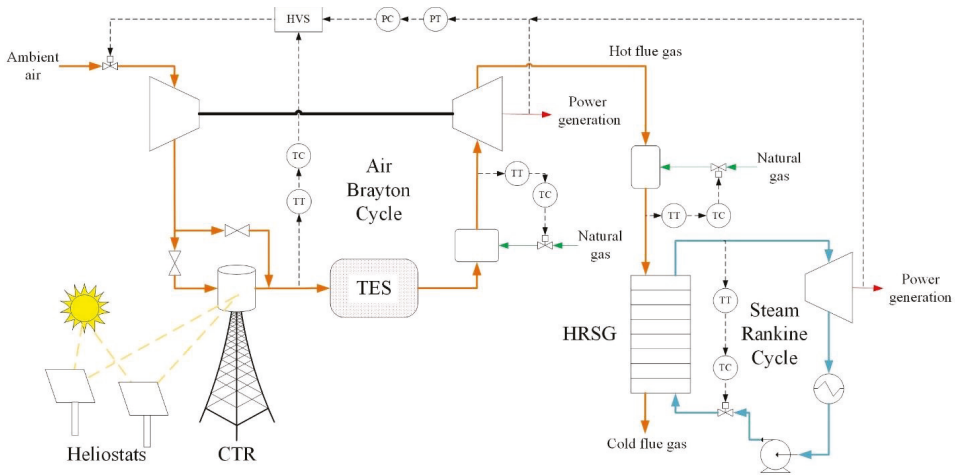 HVS
PC
PT
Ambient
air
Hot flue gas
Power
generation
TC
Air
Brayton
Cycle
TT
TT
TC
Natural
gas
Natural
gas
TT
TC
TES
HRSG
TT
TC
Steam
Rankine
Cycle
Power
generation
Cold flue gas
Heliostats
CTR